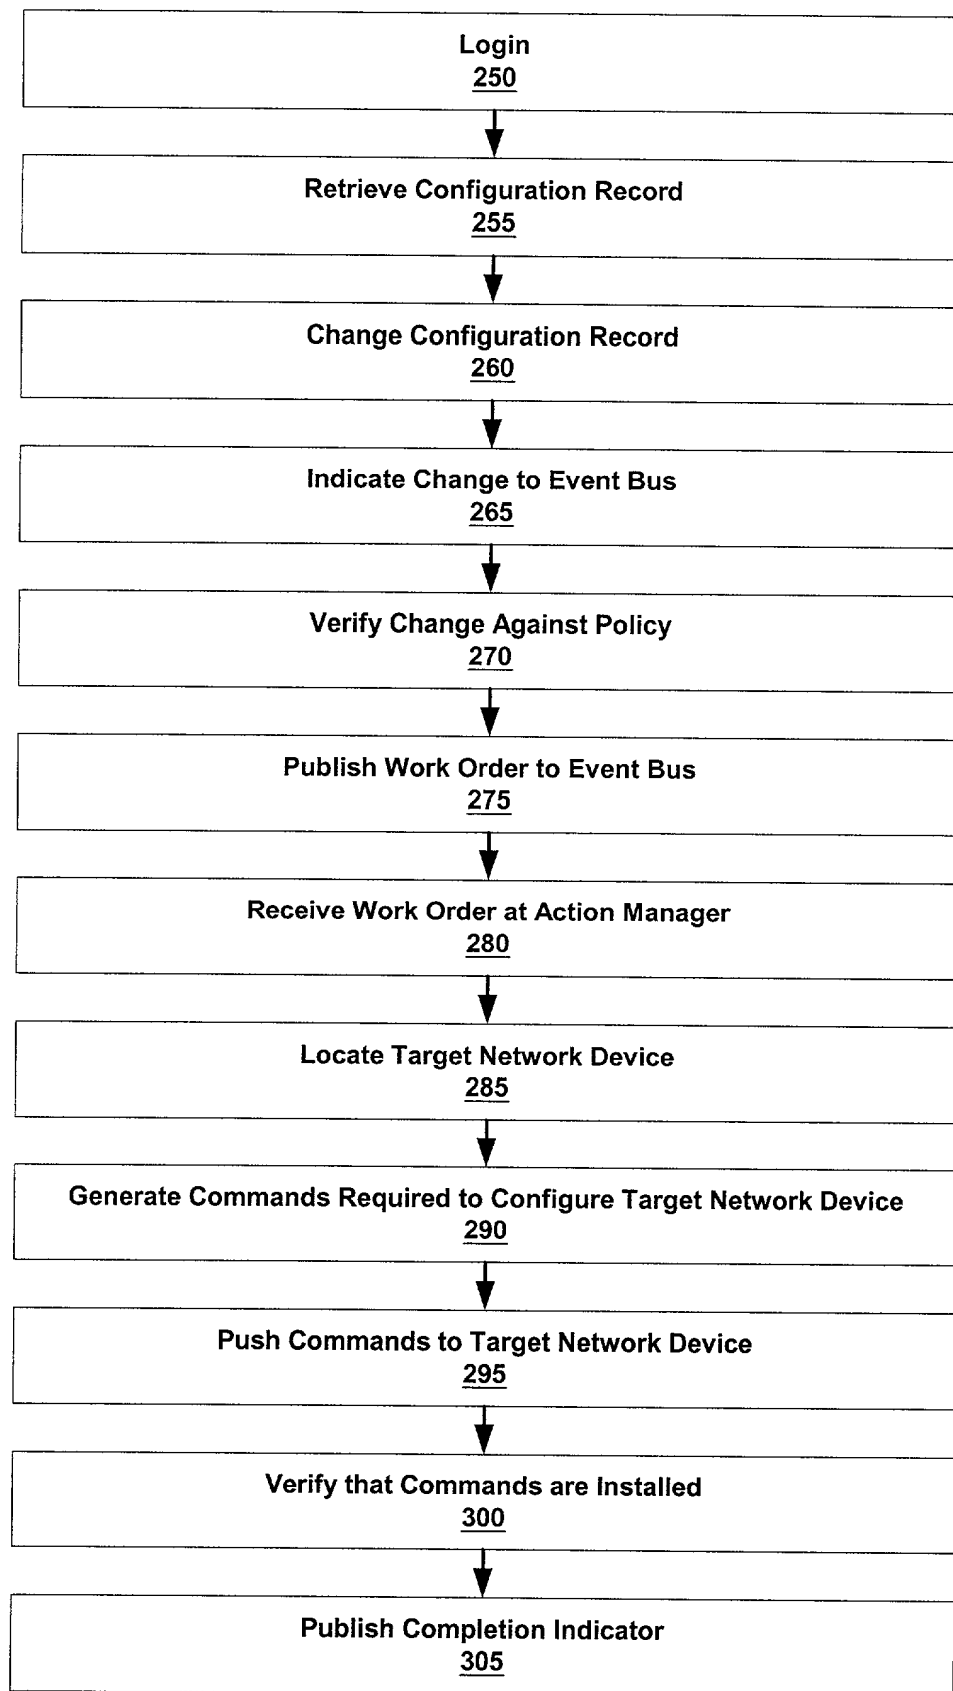 Login
250
Retrieve Configuration Record
255
Change Configuration Record
260
Indicate Change to Event Bus
265
Verify Change Against Policy
270
Publish Work Order to Event Bus
275
Receive Work Order at Action Manager
280
Locate Target Network Device
285
Generate Commands Required to Configure Target Network Device
290
Push Commands to Target Network Device
295
Verify that Commands are Installed
300
Publish Completion Indicator
305